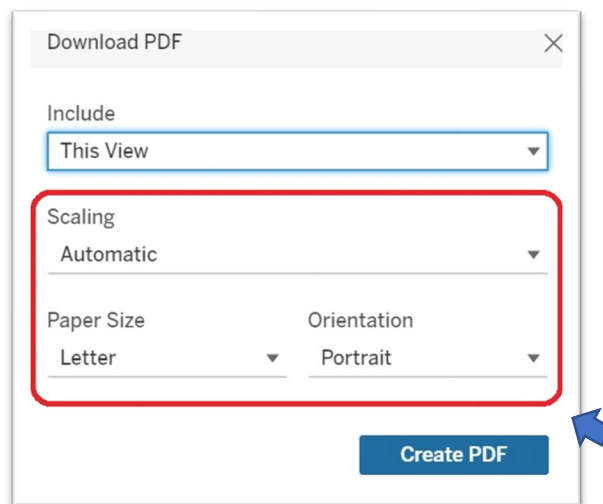 Download PDF
Include
This View
Scaling
Automatic
Paper Size Orientation
Letter Portrait
Create PDF